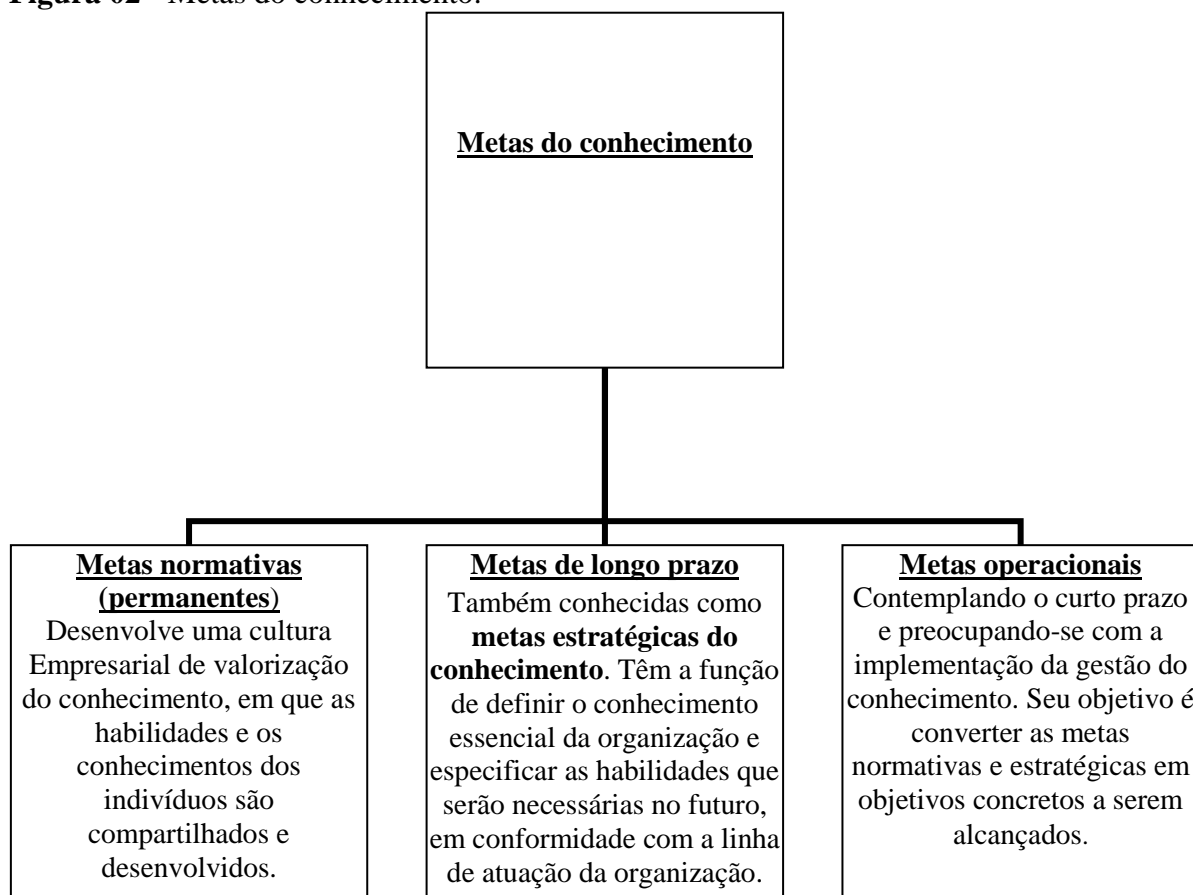 Figura 02 - Metas do conhecimento.
Metas do conhecimento
Metas normativas
(permanentes)
Desenvolve uma cultura
Empresarial de valorização
do conhecimento, em que as
habilidades e os
conhecimentos dos
indivíduos são
compartilhados e
desenvolvidos.
Metas de longo prazo
Também conhecidas como
metas estratégicas do
conhecimento. Têm a função
de definir o conhecimento
essencial da organização e
especificar as habilidades que
serão necessárias no futuro,
em conformidade com a linha
de atuação da organização.
Metas operacionais
Contemplando o curto prazo
e preocupando-se com a
implementação da gestão do
conhecimento. Seu objetivo é
converter as metas
normativas e estratégicas em
objetivos concretos a serem
alcançados.